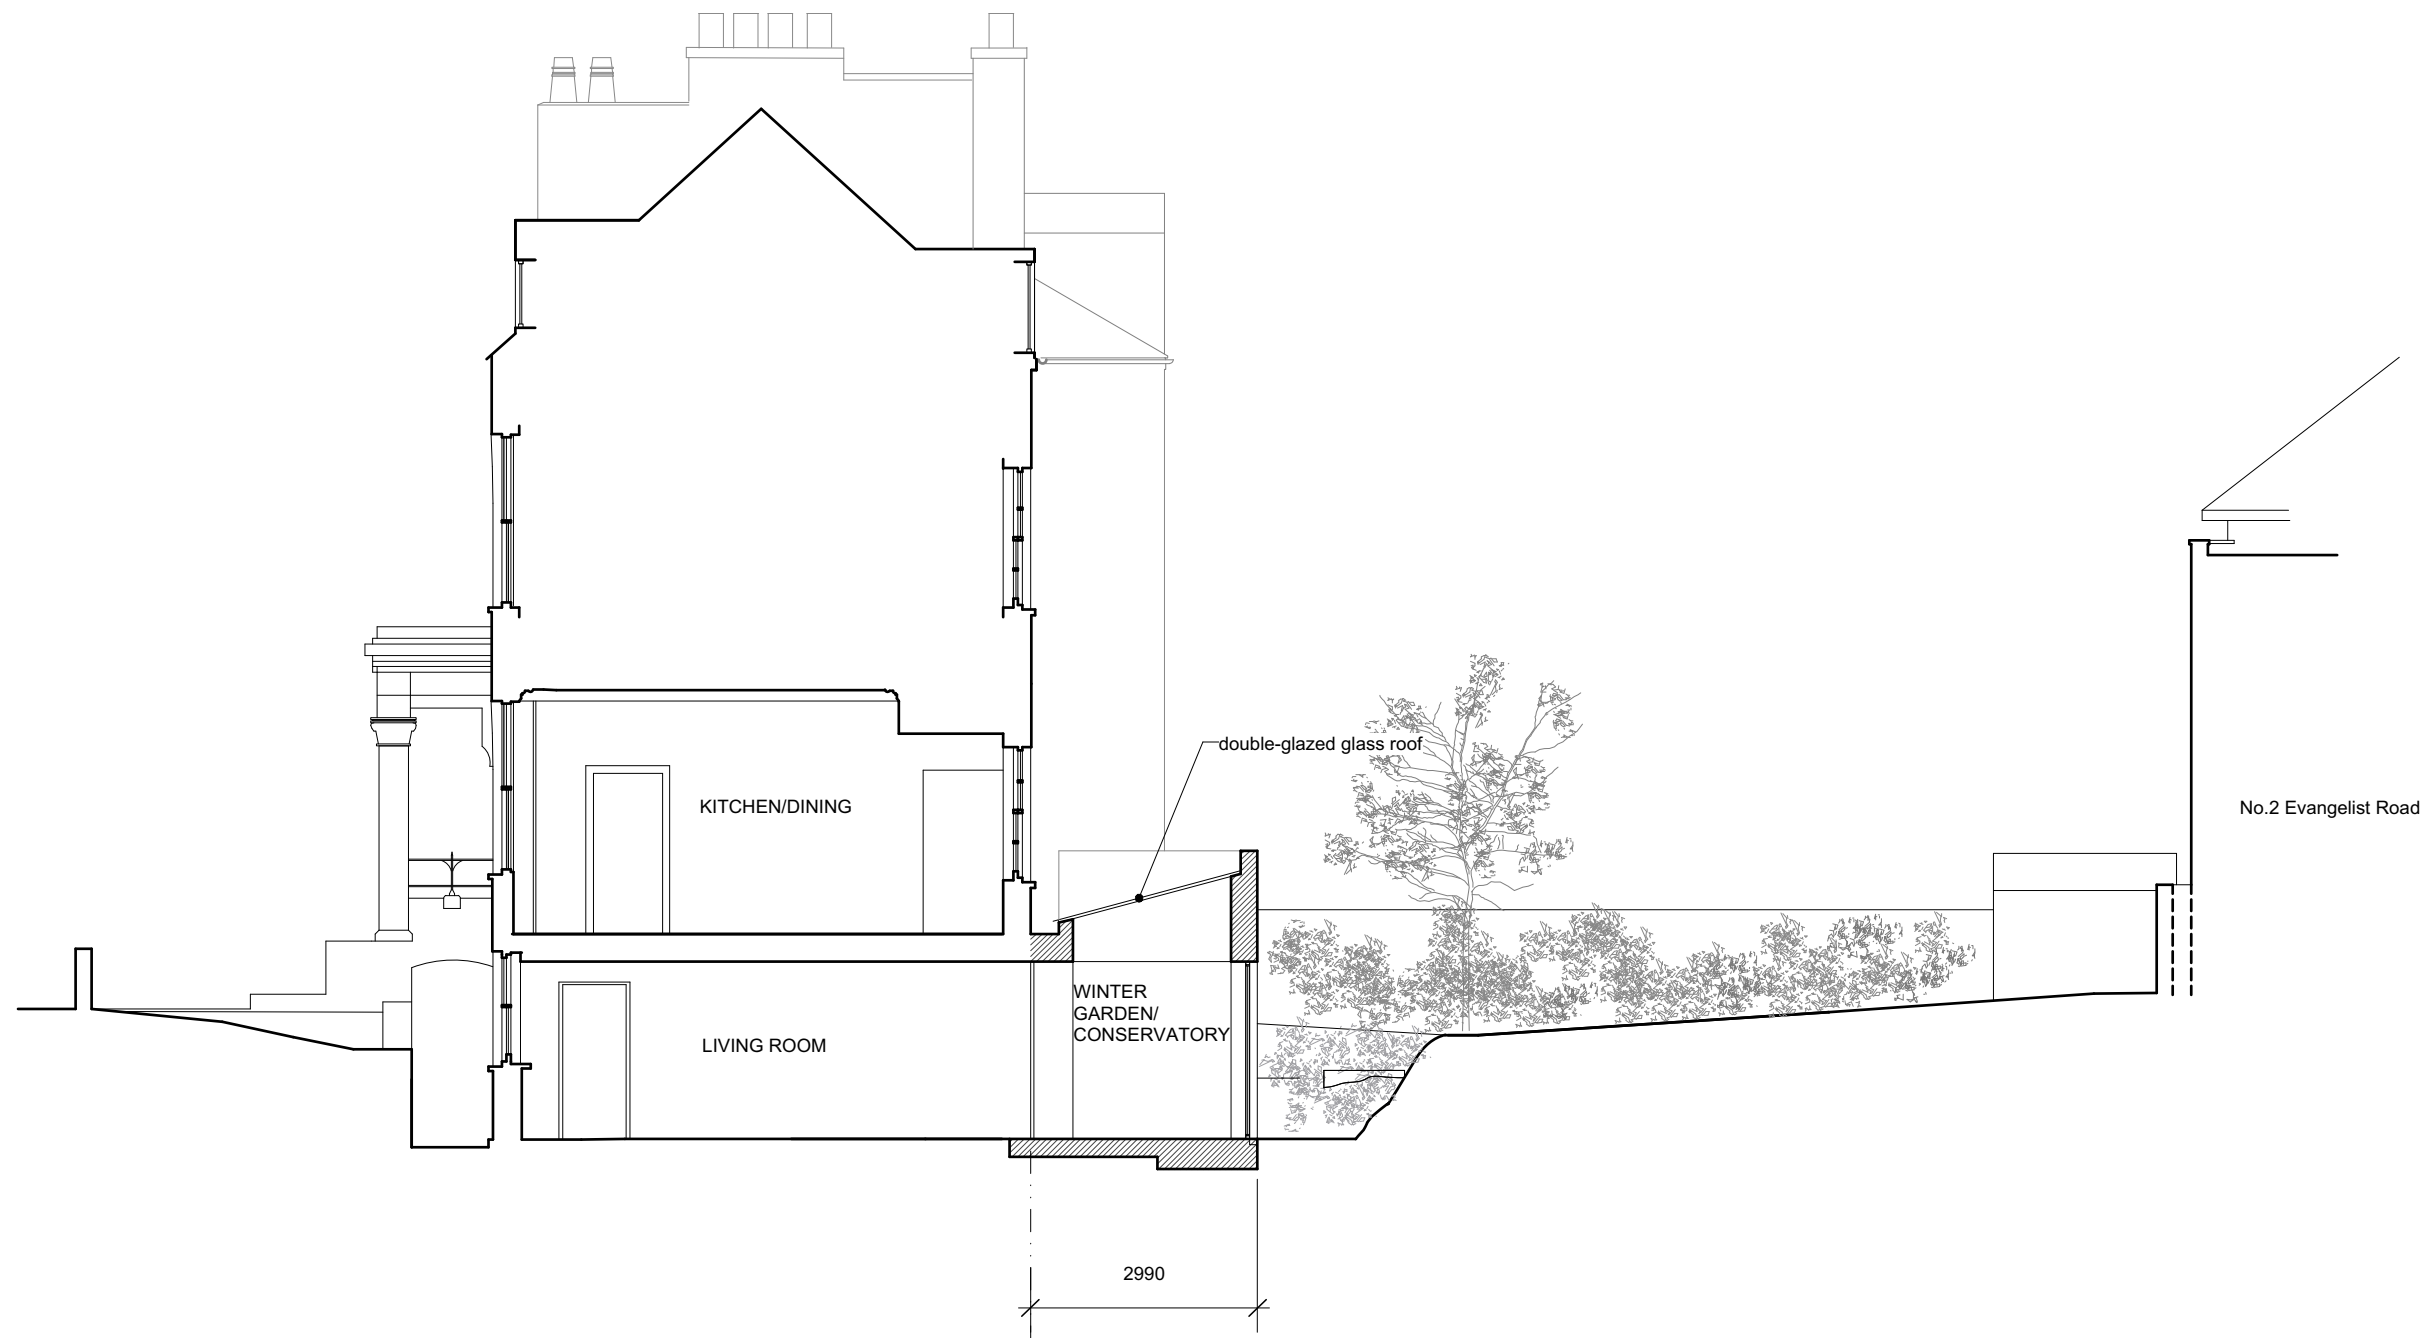 double-glazed glass roof
KITCHEN/DINING
No.2 Evangelist Road
WINTER
GARDEN/
CONSERVATORY
LIVING ROOM
2990